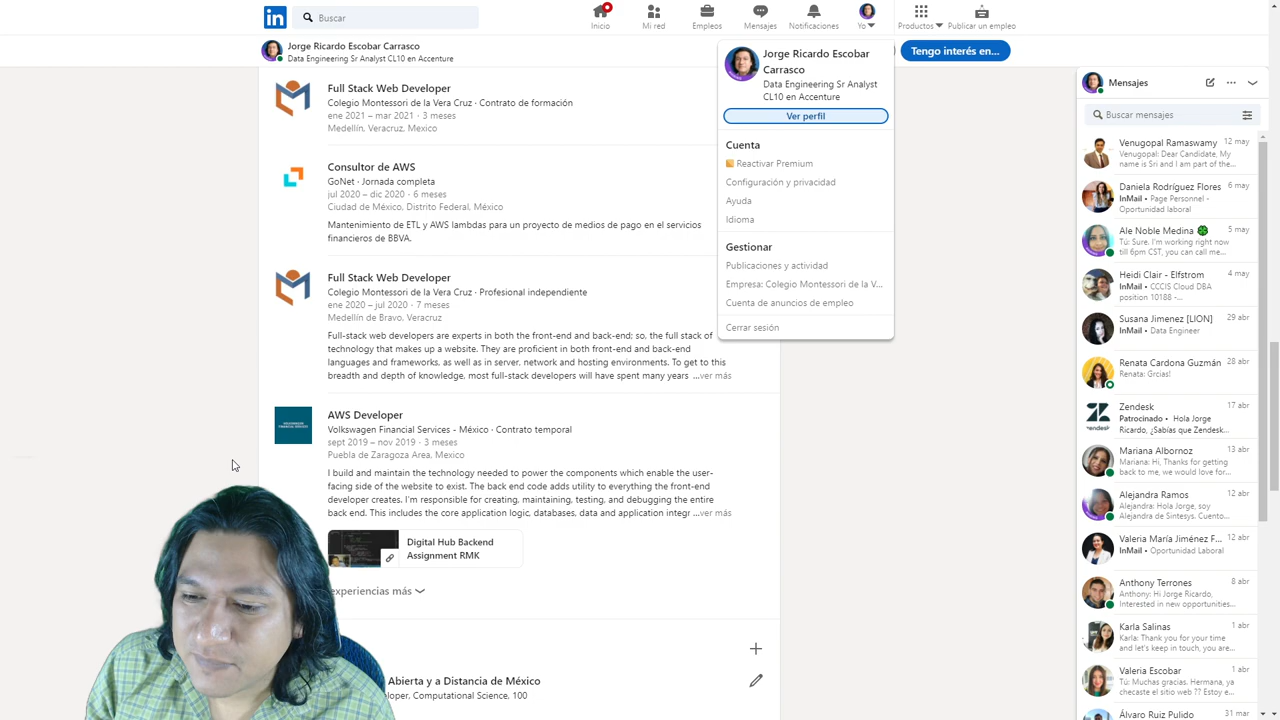 Buscar
Inicio
Mi red
Empleos
Mensajes
Notificaciones
Yo
Productos
Publicar un empleo
Jorge Ricardo Escobar Carrasco
Data Engineering Sr Analyst CL10 en Accenture
Tengo interés en...
Full Stack Web Developer
Colegio Montessori de la Vera Cruz · Contrato de formación
ene 2021 – mar 2021 · 3 meses
Medellín, Veracruz, Mexico
Consultor de AWS
GoNet · Jornada completa
jul 2020 – dic 2020 · 6 meses
Ciudad de México, Distrito Federal, México
Mantenimiento de ETL y AWS lambdas para un proyecto de medios de pago en el servicios
financieros de BBVA.
Full Stack Web Developer
Colegio Montessori de la Vera Cruz · Profesional independiente
ene 2020 – jul 2020 · 7 meses
Medellín de Bravo, Veracruz
Full-stack web developers are experts in both the front-end and back-end; so, the full stack of
technology that makes up a website. They are proficient in both front-end and back-end
languages and frameworks, as well as in server, network and hosting environments. To get to this
breadth and depth of knowledge, most full-stack developers will have spent many years ...ver más
AWS Developer
Volkswagen Financial Services - México · Contrato temporal
sept 2019 – nov 2019 · 3 meses
Puebla de Zaragoza Area, Mexico
I build and maintain the technology needed to power the components which enable the user-
facing side of the website to exist. The back end code adds utility to everything the front-end
developer creates. I'm responsible for creating, maintaining, testing, and debugging the entire
back end. This includes the core application logic, databases, data and application integr ...ver más
Digital Hub Backend
Assignment RMK
experiencias más
Abierta y a Distancia de México
loper, Computational Science, 100
Jorge Ricardo Escobar
Carrasco
Data Engineering Sr Analyst
CL10 en Accenture
Ver perfil
Cuenta
Reactivar Premium
Configuración y privacidad
Ayuda
Idioma
Gestionar
Publicaciones y actividad
Empresa: Colegio Montessori de la V...
Cuenta de anuncios de empleo
Cerrar sesión
Mensajes
Buscar mensajes
Venugopal Ramaswamy 12 may
Venugopal: Dear Candidate, My
name is Sri and I am part of the...
Daniela Rodríguez Flores 6 may
InMail • Page Personnel -
Oportunidad laboral
Ale Noble Medina 5 may
Tú: Sure. I'm working right now
till 6pm CST, you can call me...
Heidi Clair - Elfstrom 4 may
InMail • CCCIS Cloud DBA
position 10188 -...
Susana Jimenez [LION] 29 abr
InMail • Data Engineer
Renata Cardona Guzmán 28 abr
Renata: Grcias!
Zendesk 17 abr
Patrocinado • Hola Jorge
Ricardo, ¿Sabías que Zendesk...
Mariana Albornoz 13 abr
Mariana: Hi, Thanks for getting
back to me, we would love for...
Alejandra Ramos 12 abr
Alejandra: Hola Jorge, soy
Alejandra de Sintesys. Cuento...
Valeria María Jiménez F... 12 abr
InMail • Oportunidad Laboral
Anthony Terrones 8 abr
Anthony: Hi Jorge Ricardo,
Interested in new opportunities...
Karla Salinas 1 abr
Karla: Thank you for your time
and let's keep in touch, you are...
Valeria Escobar 1 abr
Tú: Muchas gracias. Hermana, ya
checaste el sitio web ?? Estoy e...
Álvaro Ruiz Pulido 31 mar